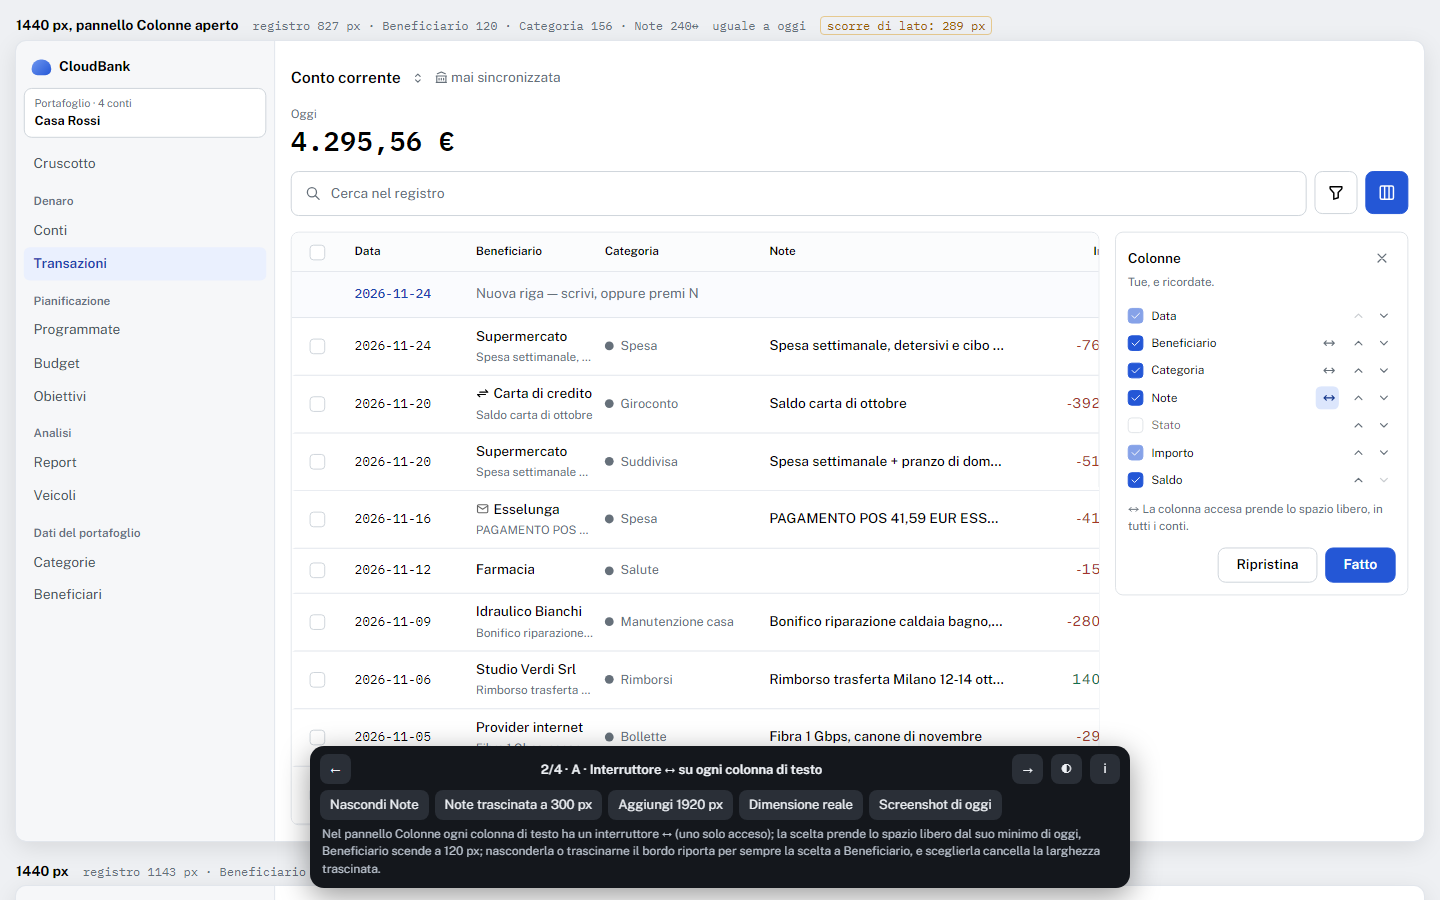 1440 px, pannello Colonne aperto registro 827 px · Beneficiario 120 · Categoria 156 · Note 240↔ uguale a oggi scorre di lato: 289 px
CloudBank
Portafoglio · 4 conti
Casa Rossi
Cruscotto
Denaro
Conti
Transazioni
Pianificazione
Programmate
Budget
Obiettivi
Analisi
Report
Veicoli
Dati del portafoglio
Categorie
Beneficiari
Conto corrente mai sincronizzata
Oggi
4.295,56 €
Cerca nel registro
Data Beneficiario Categoria Note
2026-11-24 Nuova riga — scrivi, oppure premi N
2026-11-24 Supermercato Spesa Spesa settimanale, detersivi e cibo ... -76
Spesa settimanale, ...
2026-11-20 ⇌ Carta di credito Giroconto Saldo carta di ottobre -392
Saldo carta di ottobre
2026-11-20 Supermercato Suddivisa Spesa settimanale + pranzo di dom... -51
Spesa settimanale ...
2026-11-16 Esselunga Spesa PAGAMENTO POS 41,59 EUR ESS... -41
PAGAMENTO POS ...
2026-11-12 Farmacia Salute -15
2026-11-09 Idraulico Bianchi Manutenzione casa Bonifico riparazione caldaia bagno,... -280
Bonifico riparazione...
2026-11-06 Studio Verdi Srl Rimborsi Rimborso trasferta Milano 12-14 ott... 140
Rimborso trasferta ...
2026-11-05 Provider internet Bollette Fibra 1 Gbps, canone di novembre -29
Colonne
Tue, e ricordate.
Data
Beneficiario ↔
Categoria ↔
Note ↔
Stato
Importo
Saldo
↔ La colonna accesa prende lo spazio libero, in
tutti i conti.
Ripristina Fatto
← 2/4 · A · Interruttore ↔ su ogni colonna di testo → ◐ i
Nascondi Note Note trascinata a 300 px Aggiungi 1920 px Dimensione reale Screenshot di oggi
Nel pannello Colonne ogni colonna di testo ha un interruttore ↔ (uno solo acceso); la scelta prende lo spazio libero dal suo minimo di oggi,
Beneficiario scende a 120 px; nasconderla o trascinarne il bordo riporta per sempre la scelta a Beneficiario, e sceglierla cancella la larghezza
trascinata.
1440 px registro 1143 px · Beneficiario